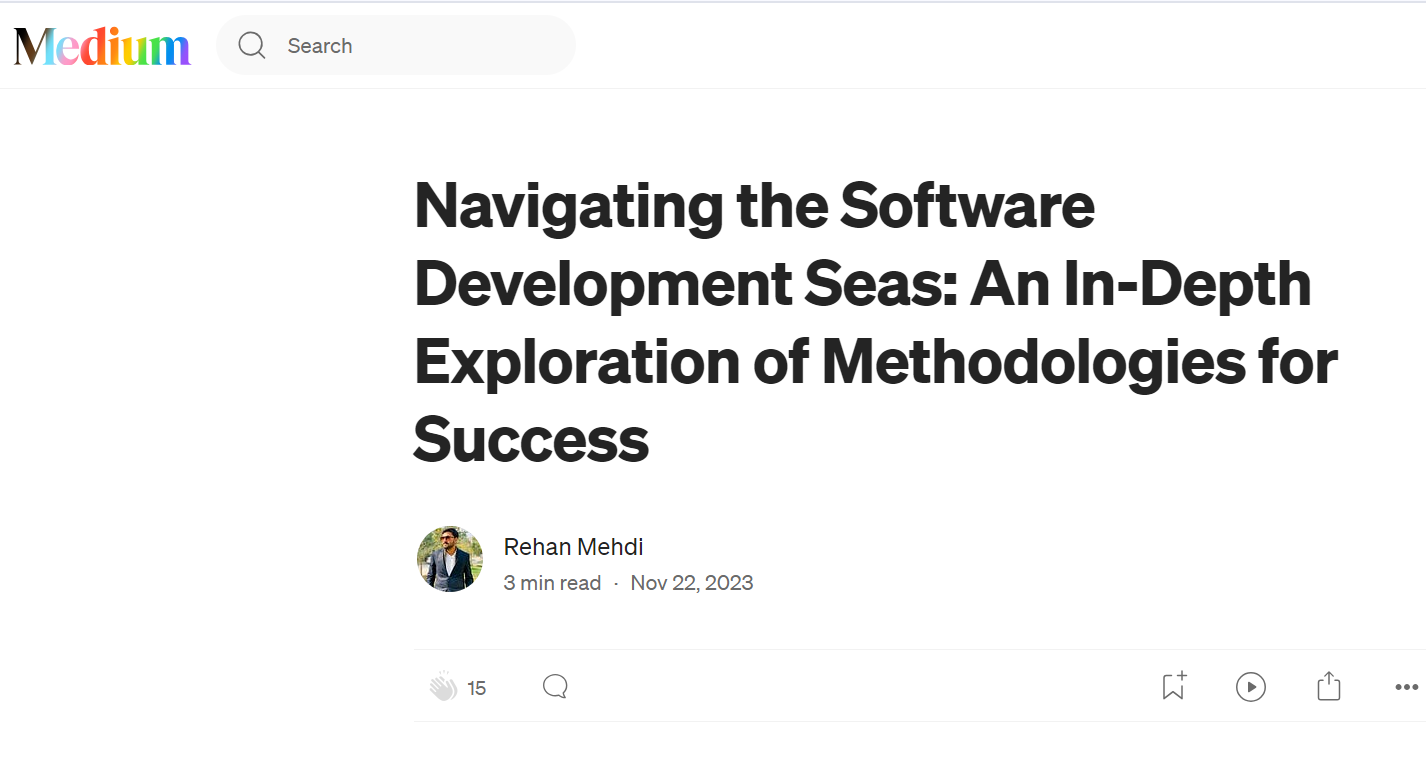 Medium
Search
Navigating the Software
Development Seas: An In-Depth
Exploration of Methodologies for
Success
Rehan Mehdi
3 min read · Nov 22, 2023
15